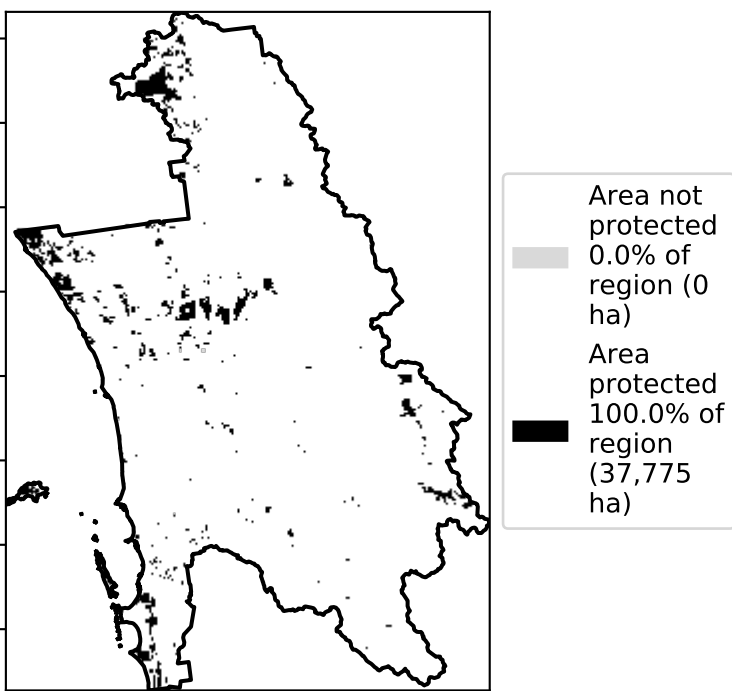 Area not
protected
0.0% of
region (0
ha)
Area
protected
100.0% of
region
(37,775
ha)